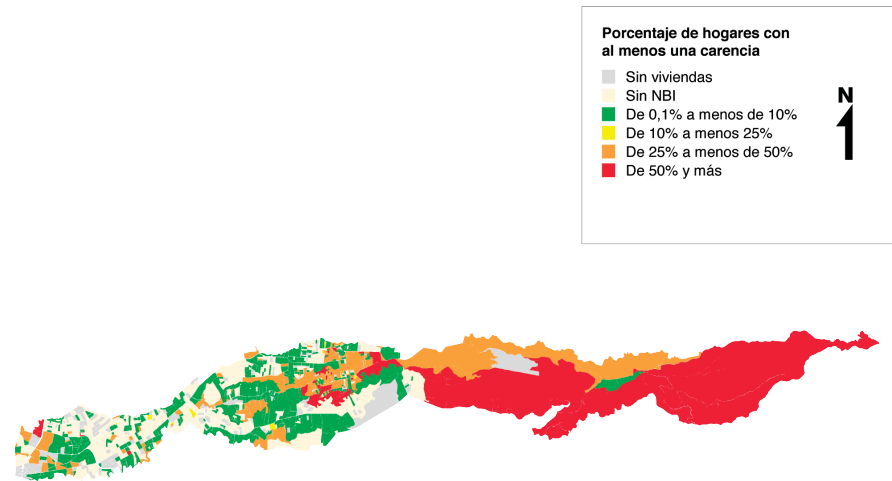 Porcentaje de hogares con
al menos una carencia
Sin viviendas
Sin NBI
De 0,1% a menos de 10%
De 10% a menos 25%
De 25% a menos de 50%
De 50% y más
N